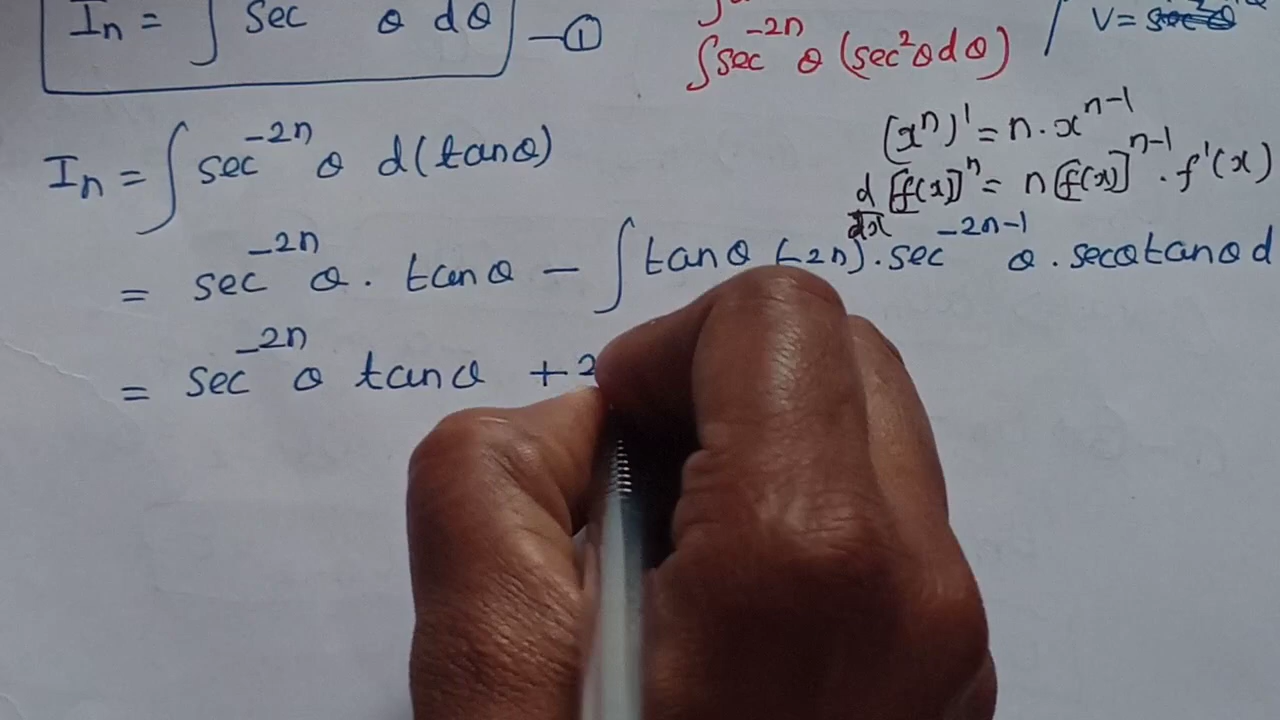 In = ∫ sec θ dθ —①
∫sec^-2n θ (sec²θ dθ)
V =
In = ∫ sec^-2n θ d(tanθ)
(xⁿ)' = n · x^n-1
d/dx [f(x)]ⁿ = n [f(x)]^n-1 · f'(x)
= sec^-2n θ · tanθ − ∫ tanθ (-2n) · sec^-2n-1 θ · secθ tanθ d
= sec^-2n θ tanθ + 2